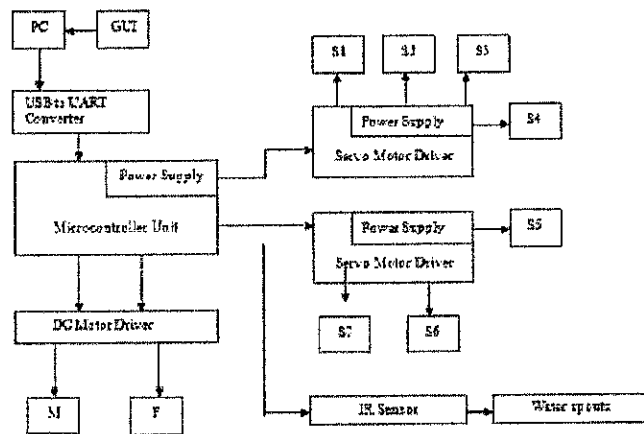 PC
GUI
S1
S2
S3
USB to UART
Converter
Power Supply
Servo Motor Driver
S4
Power Supply
Microcontroller Unit
Power Supply
Servo Motor Driver
S5
DC Motor Driver
S7
S6
M
F
IR Sensor
Water spouts